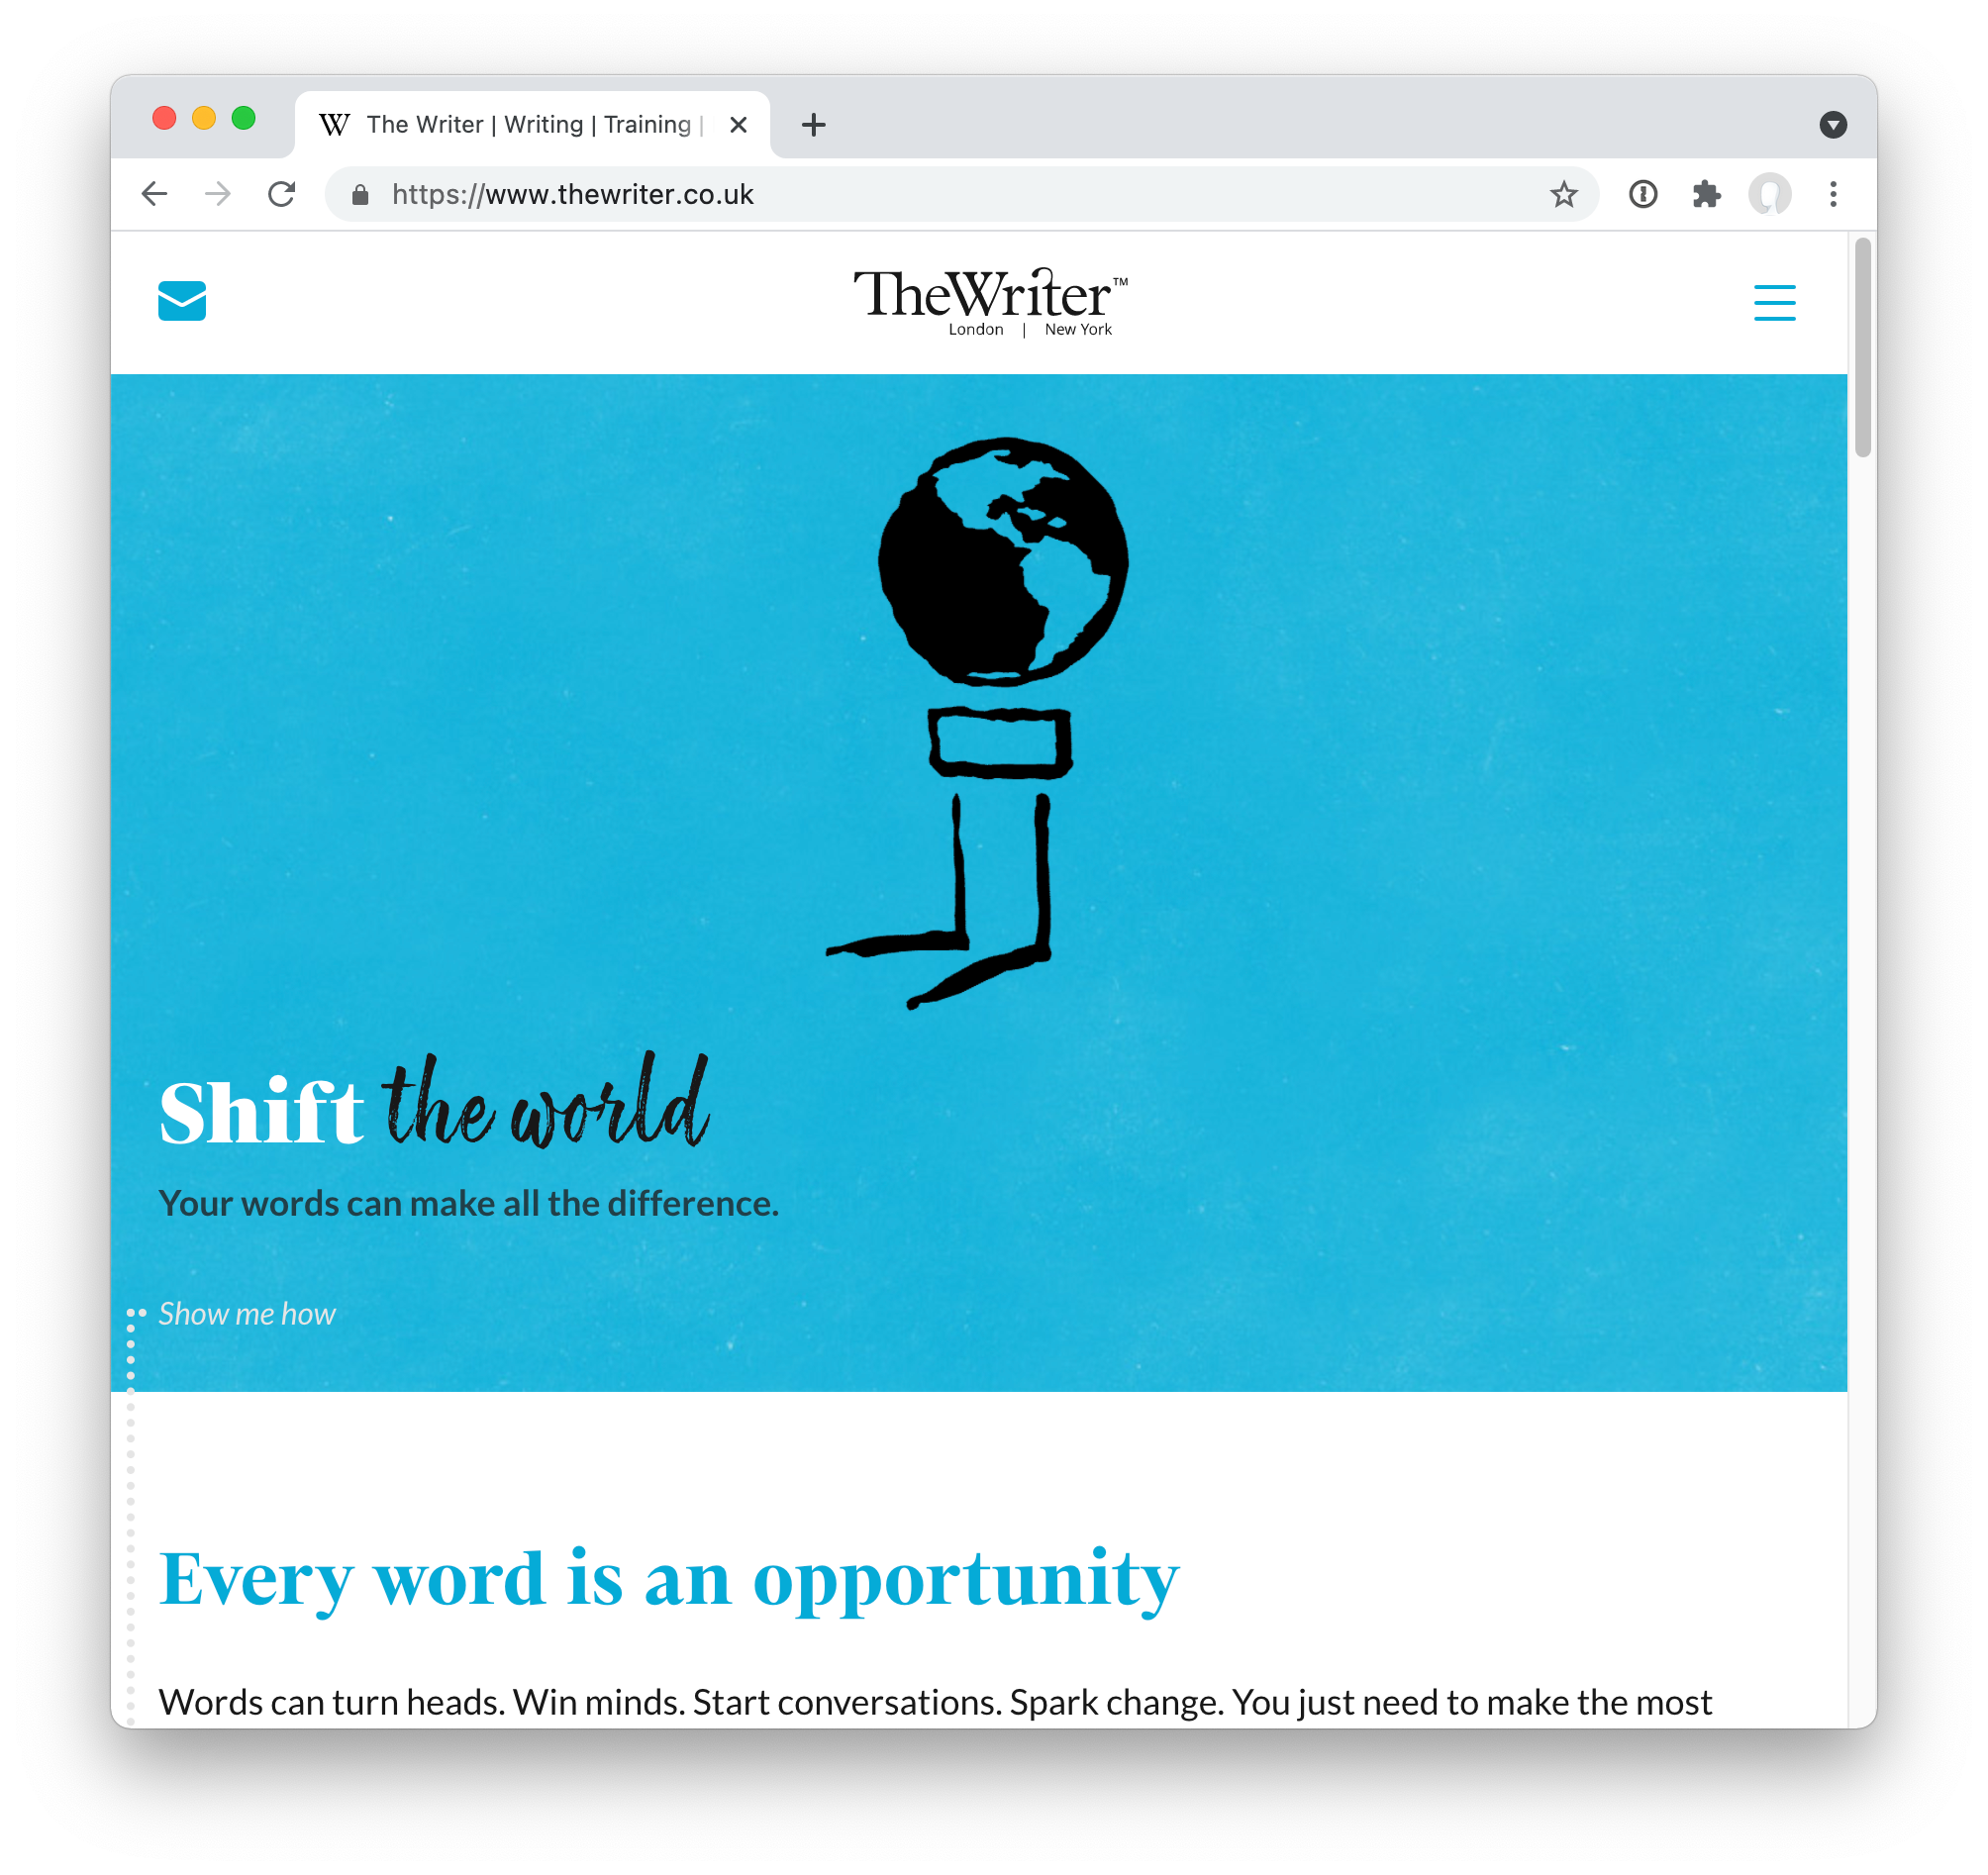 The Writer | Writing | Training |
https://www.thewriter.co.uk
TheWriter™
London | New York
Shift the world
Your words can make all the difference.
Show me how
Every word is an opportunity
Words can turn heads. Win minds. Start conversations. Spark change. You just need to make the most